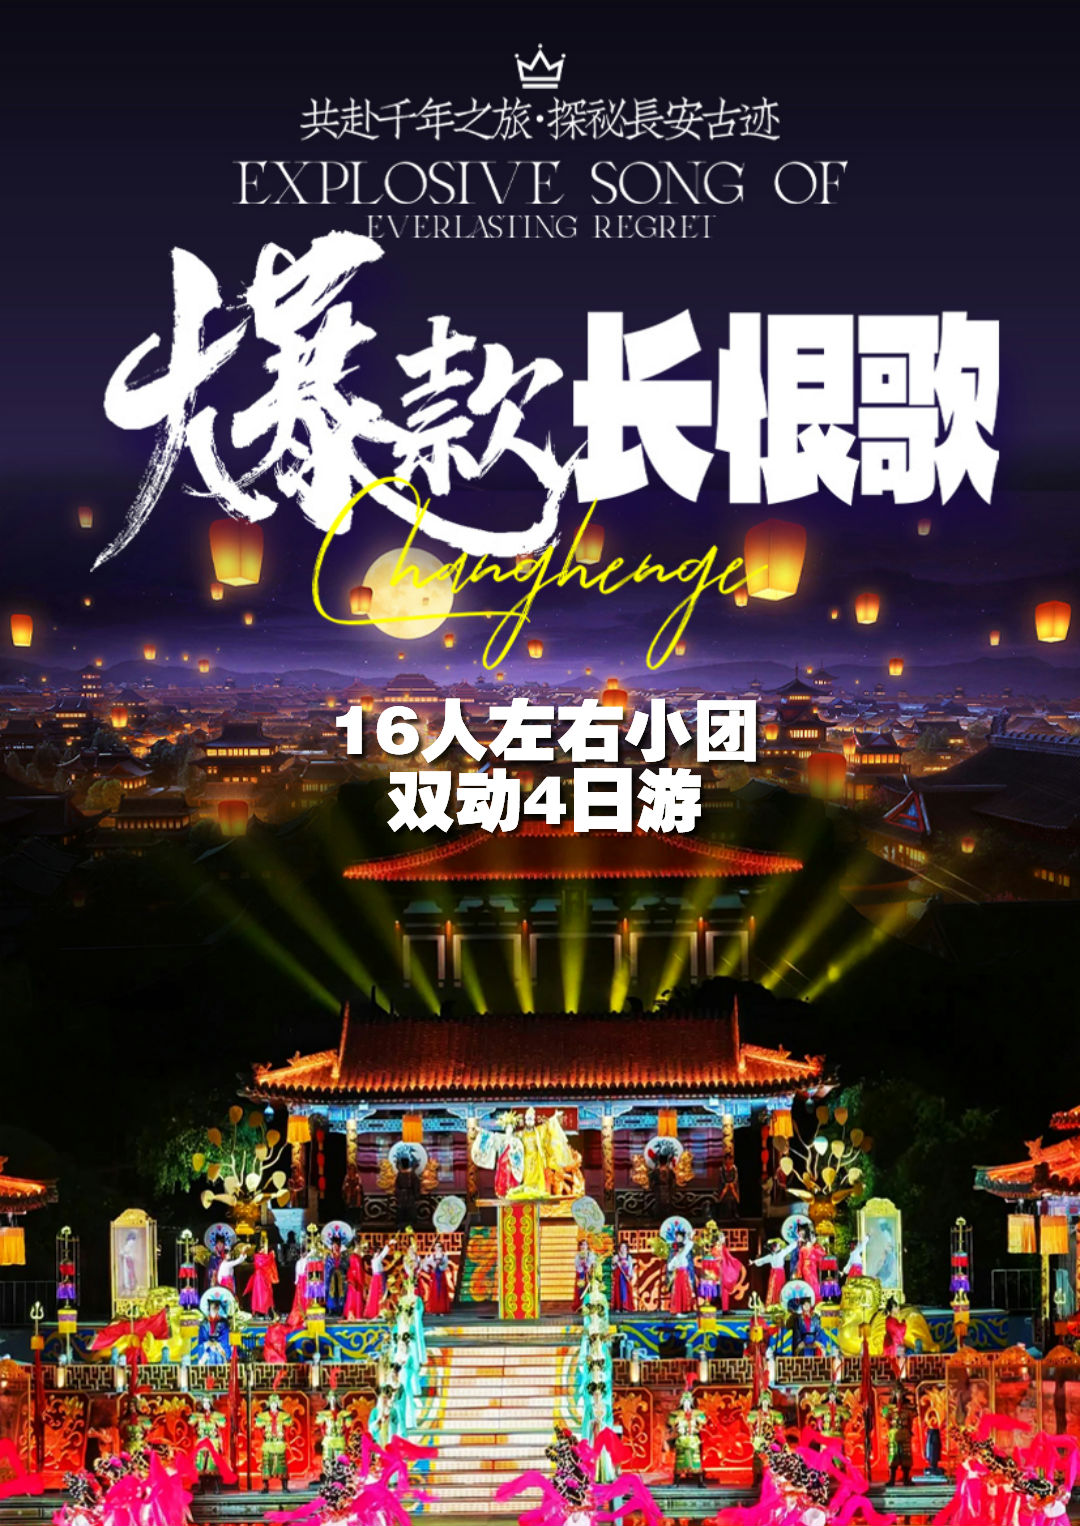 共赴千年之旅·探祕長安古迹
EXPLOSIVE SONG OF
EVERLASTING REGRET
爆款长恨歌
Changhenge
16人左右小团
双动4日游